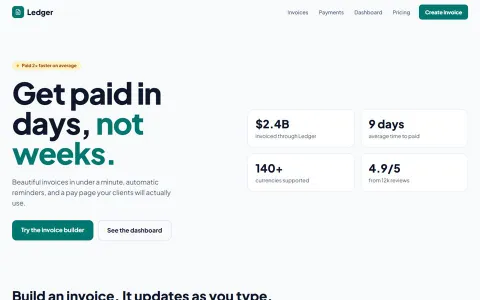 Ledger
Invoices
Payments
Dashboard
Pricing
Create invoice
Paid 2× faster on average
Get paid in
days, not
weeks.
Beautiful invoices in under a minute, automatic
reminders, and a pay page your clients will actually
use.
Try the invoice builder
See the dashboard
$2.4B
invoiced through Ledger
9 days
average time to paid
140+
currencies supported
4.9/5
from 12k reviews
Build an invoice. It updates as you type.